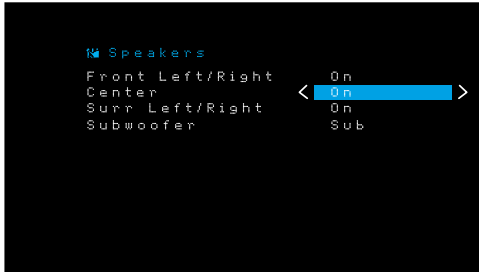 Speakers
Front Left/Right On
Center < On >
Surr Left/Right On
Subwoofer Sub